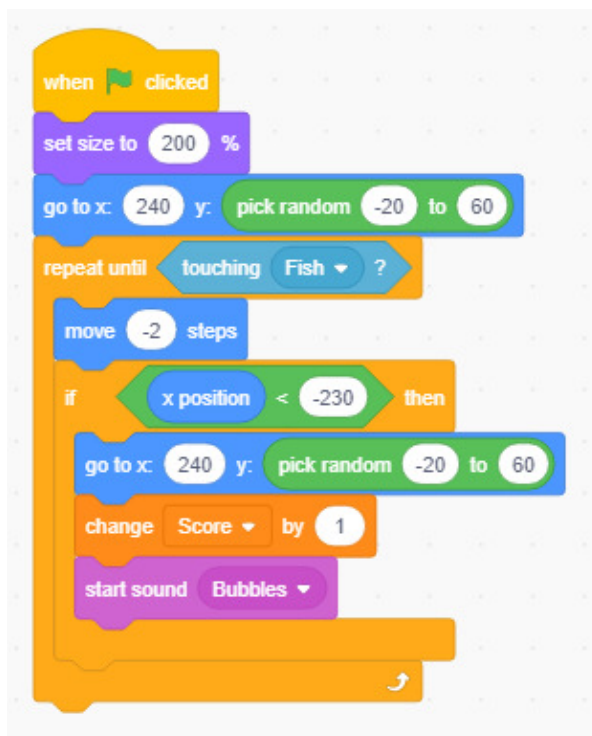 when clicked
set size to 200 %
go to x: 240 y: pick random -20 to 60
repeat until touching Fish ?
move -2 steps
if x position < -230 then
go to x: 240 y: pick random -20 to 60
change Score by 1
start sound Bubbles